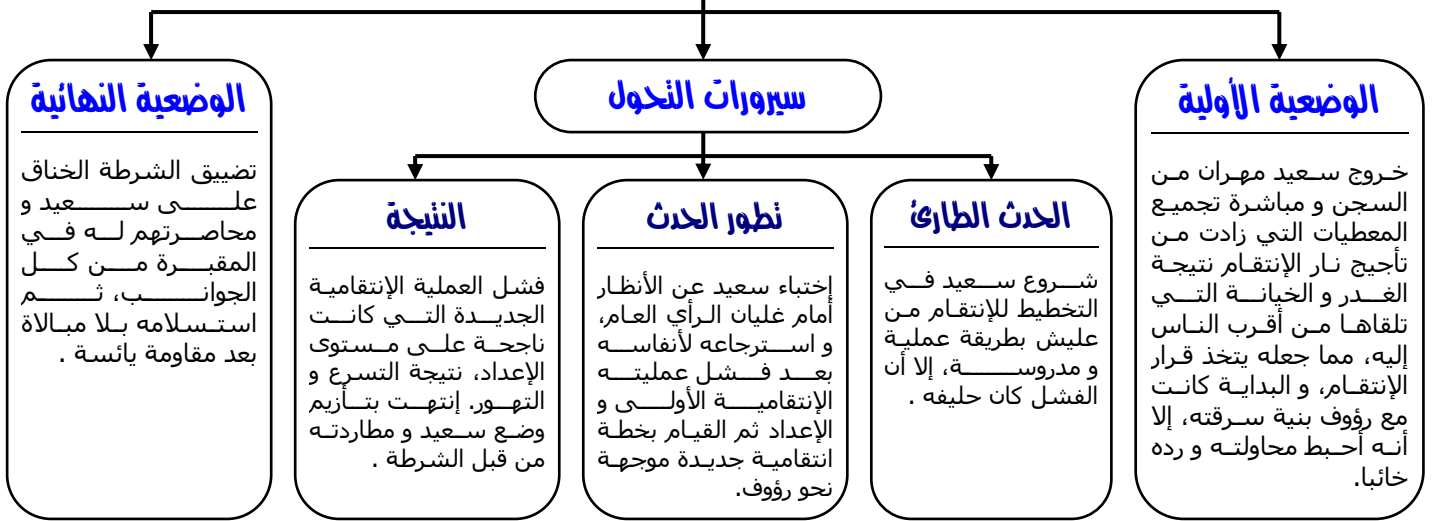 الوضعية الأولية
خروج سعيد مهران من
السجن و مباشرة تجميع
المعطيات التي زادت من
تأجيج نار الإنتقام نتيجة
الغدر و الخيانة التي
تلقاها من أقرب الناس
إليه، مما جعله يتخذ قرار
الإنتقام، و البداية كانت
مع رؤوف بنية سرقته، إلا
أنه أحبط محاولته و رده
خائبا.
سيرورات التحول
الحدث الطارئ
شروع سعيد في
التخطيط للإنتقام من
عليش بطريقة عملية
و مدروسة، إلا أن
الفشل كان حليفه .
تطور الحدث
إختباء سعيد عن الأنظار
أمام غليان الرأي العام،
و استرجاعه لأنفاسه
بعد فشل عمليته
الإنتقامية الأولى و
الإعداد ثم القيام بخطة
انتقامية جديدة موجهة
نحو رؤوف.
النتيجة
فشل العملية الإنتقامية
الجديدة التي كانت
ناجحة على مستوى
الإعداد، نتيجة التسرع و
التهور. إنتهت بتأزيم
وضع سعيد و مطاردته
من قبل الشرطة .
الوضعية النهائية
تضييق الشرطة الخناق
على سعيد و
محاصرتهم له في
المقبرة من كل
الجوانب، ثم
استسلامه بلا مبالاة
بعد مقاومة يائسة .